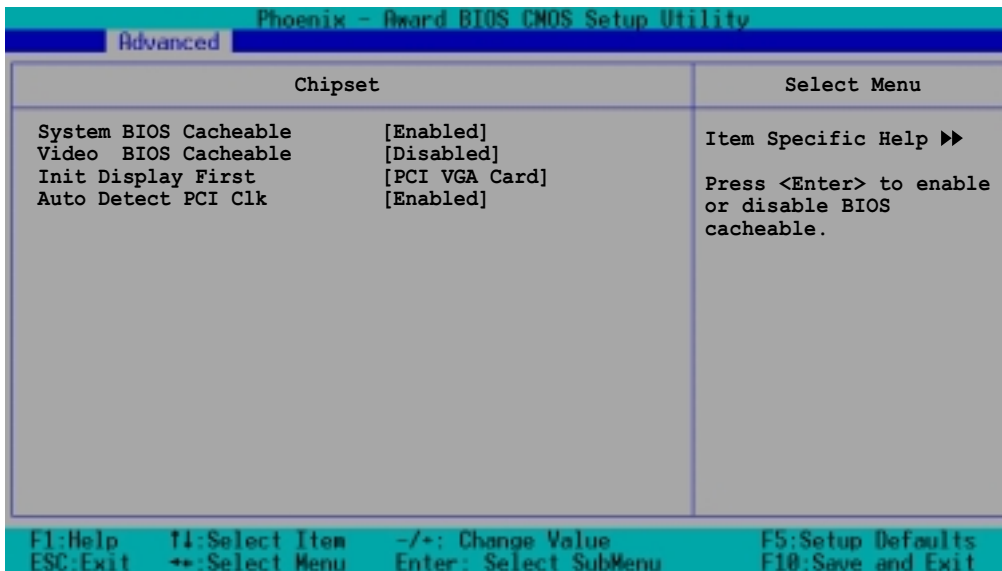 Phoenix - Award BIOS CMOS Setup Utility
Advanced
Chipset
Select Menu
System BIOS Cacheable [Enabled]
Video BIOS Cacheable [Disabled]
Init Display First [PCI VGA Card]
Auto Detect PCI Clk [Enabled]
Item Specific Help ▶▶
Press <Enter> to enable
or disable BIOS
cacheable.
F1:Help ↑↓:Select Item -/+: Change Value F5:Setup Defaults
ESC:Exit ←→:Select Menu Enter: Select SubMenu F10:Save and Exit